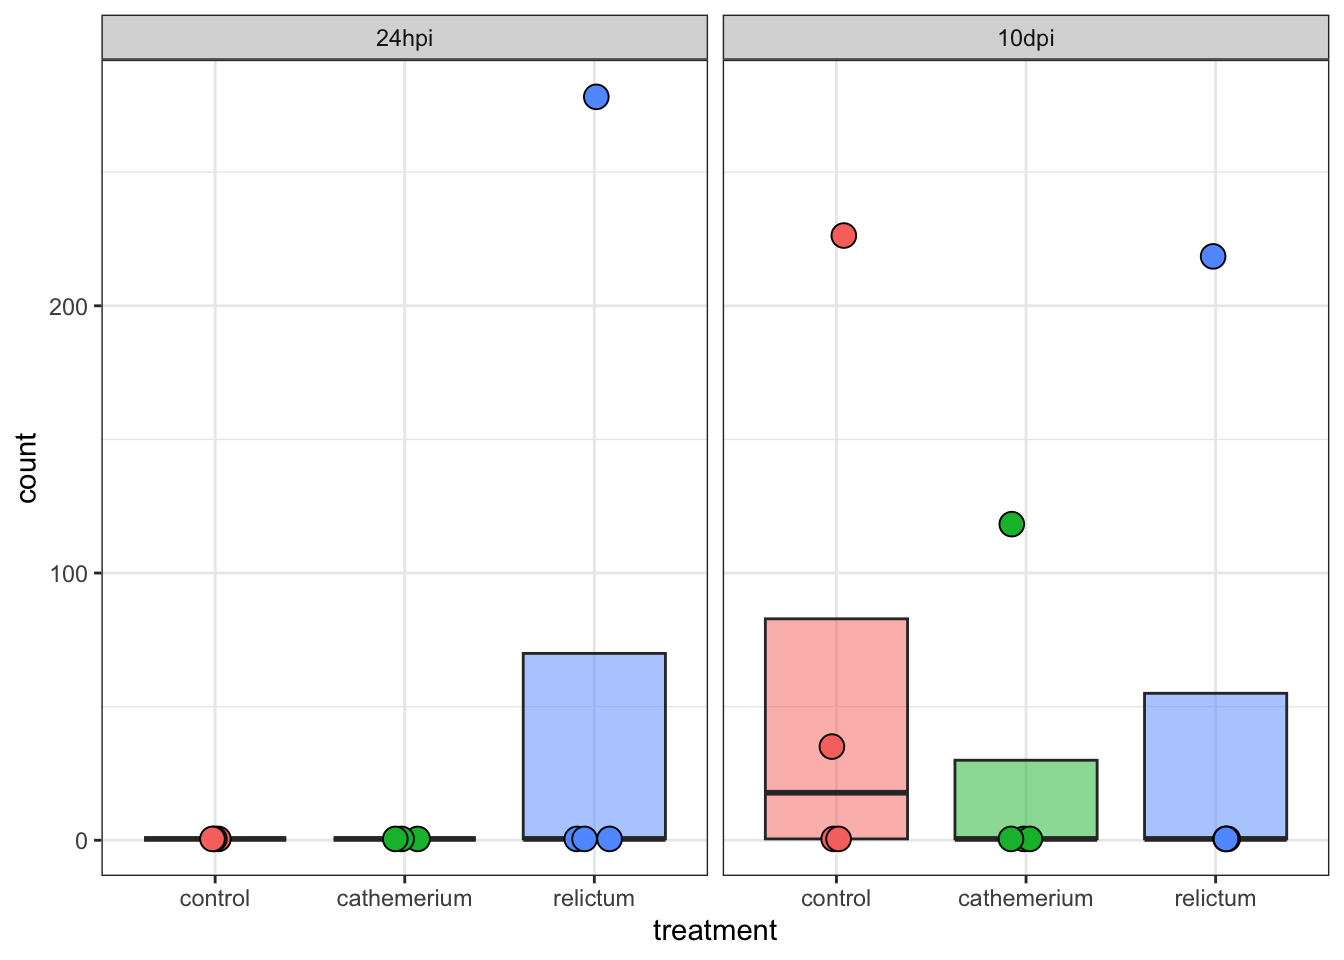 24hpi 10dpi
200
100
0
count
control cathemerium relictum control cathemerium relictum
treatment